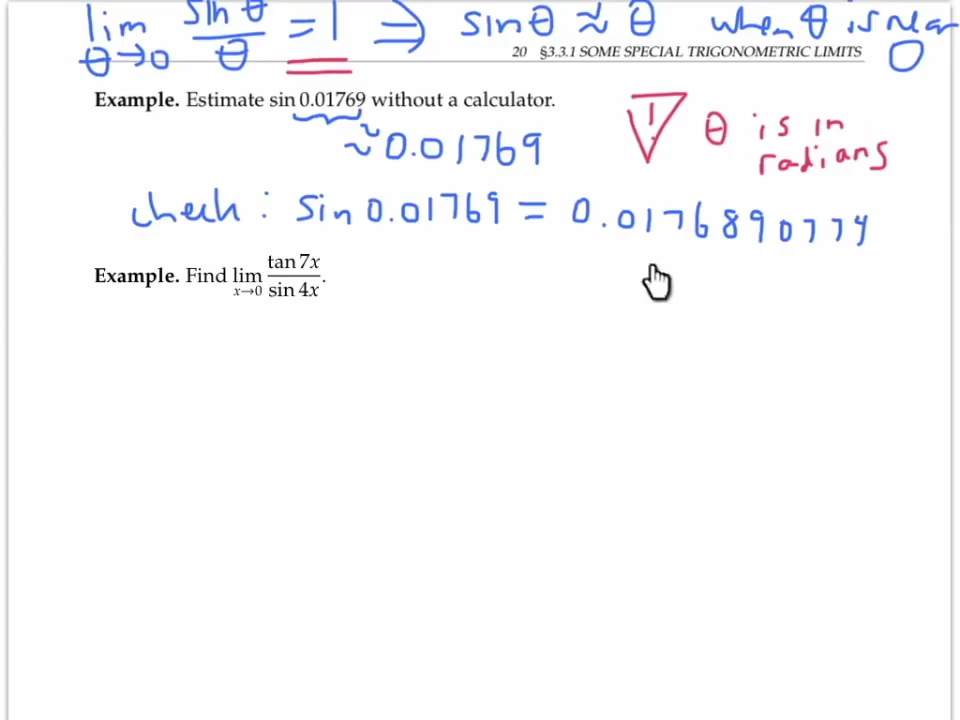 lim θ→0 sin θ / θ = 1 ⇒ sin θ ≈ θ when θ is near 0
20 §3.3.1 SOME SPECIAL TRIGONOMETRIC LIMITS
Example. Estimate sin 0.01769 without a calculator.
≈ 0.01769
! θ is in
radians
check: sin 0.01769 = 0.0176890774
Example. Find lim x→0 tan 7x / sin 4x.